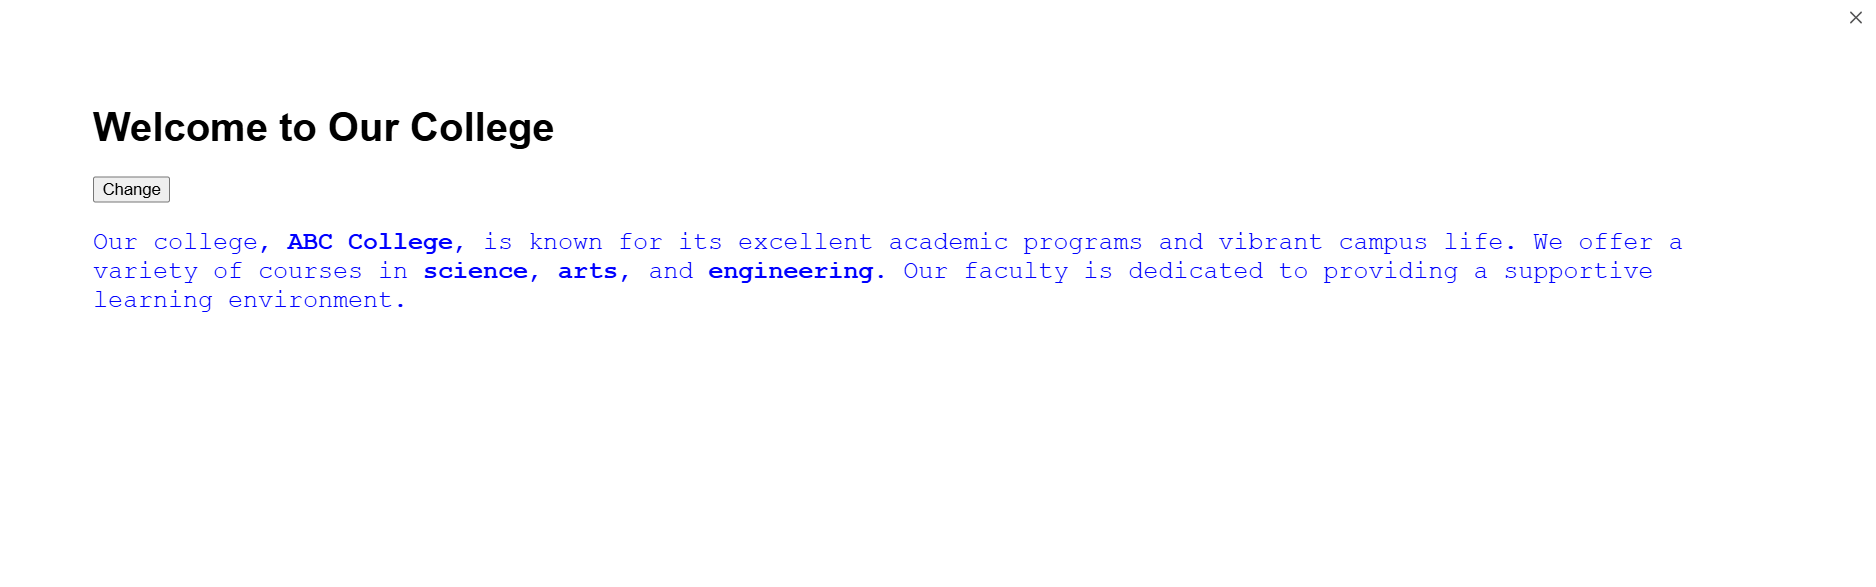 Welcome to Our College
Change
Our college, ABC College, is known for its excellent academic programs and vibrant campus life. We offer a
variety of courses in science, arts, and engineering. Our faculty is dedicated to providing a supportive
learning environment.